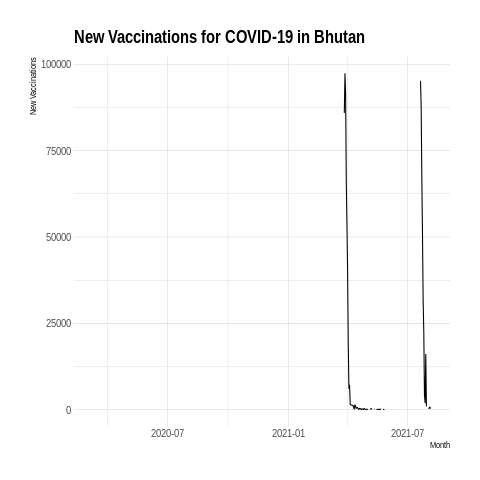 New Vaccinations for COVID-19 in Bhutan
New Vaccinations
100000
75000
50000
25000
0
2020-07 2021-01 2021-07
Month